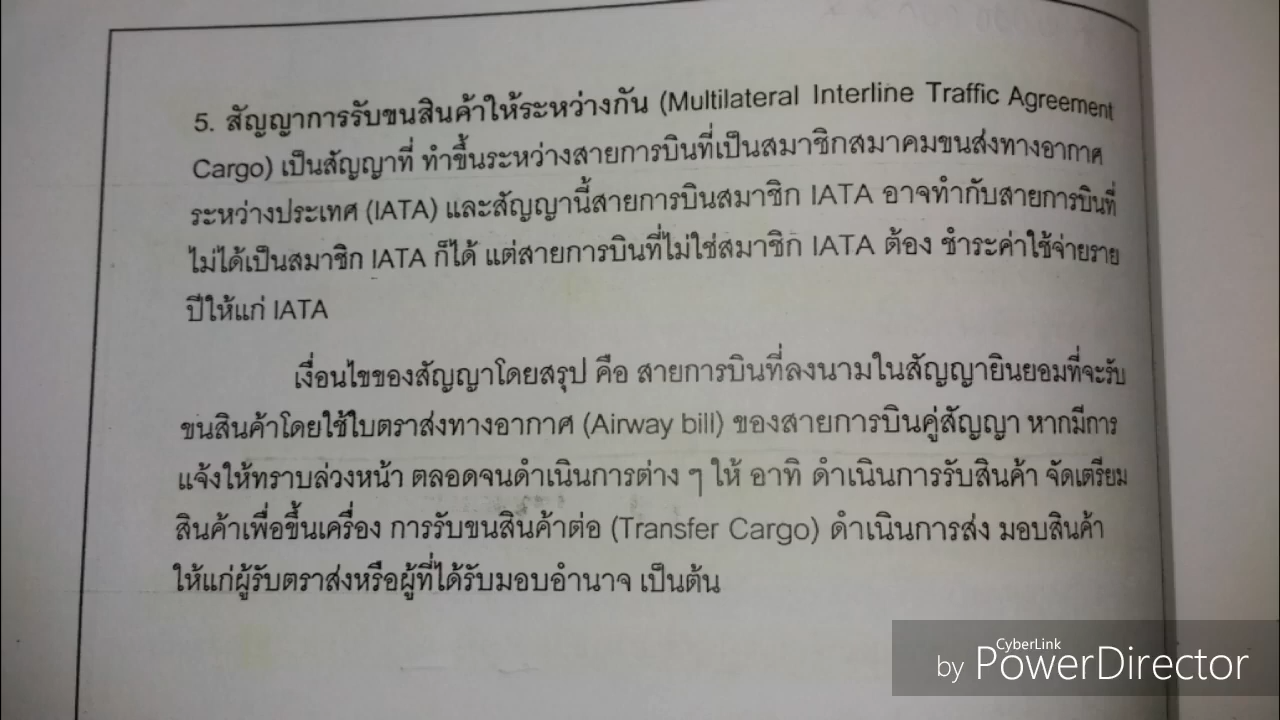 5. สัญญาการรับขนสินค้าให้ระหว่างกัน (Multilateral Interline Traffic Agreement
Cargo) เป็นสัญญาที่ ทำขึ้นระหว่างสายการบินที่เป็นสมาชิกสมาคมขนส่งทางอากาศ
ระหว่างประเทศ (IATA) และสัญญานี้สายการบินสมาชิก IATA อาจทำกับสายการบินที่
ไม่ได้เป็นสมาชิก IATA ก็ได้ แต่สายการบินที่ไม่ใช่สมาชิก IATA ต้อง ชำระค่าใช้จ่ายราย
ปีให้แก่ IATA
เงื่อนไขของสัญญาโดยสรุป คือ สายการบินที่ลงนามในสัญญายินยอมที่จะรับ
ขนสินค้าโดยใช้ใบตราส่งทางอากาศ (Airway bill) ของสายการบินคู่สัญญา หากมีการ
แจ้งให้ทราบล่วงหน้า ตลอดจนดำเนินการต่าง ๆ ให้ อาทิ ดำเนินการรับสินค้า จัดเตรียม
สินค้าเพื่อขึ้นเครื่อง การรับขนสินค้าต่อ (Transfer Cargo) ดำเนินการส่ง มอบสินค้า
ให้แก่ผู้รับตราส่งหรือผู้ที่ได้รับมอบอำนาจ เป็นต้น
CyberLink
by PowerDirector